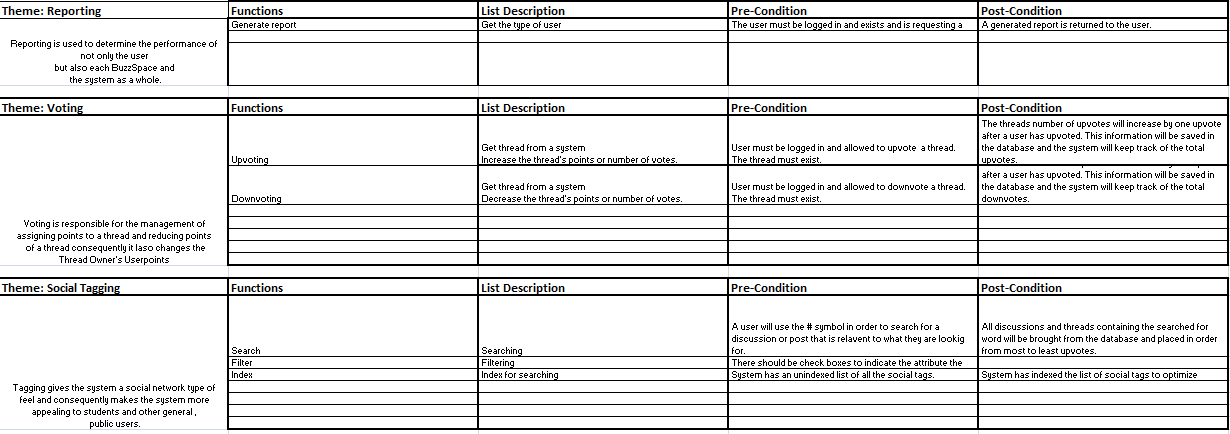 Theme: Reporting
Functions
List Description
Pre-Condition
Post-Condition
Reporting is used to determine the performance of
not only the user
but also each BuzzSpace and
the system as a whole.
Generate report
Get the type of user
The user must be logged in and exists and is requesting a
A generated report is returned to the user.
Theme: Voting
Functions
List Description
Pre-Condition
Post-Condition
Voting is responsible for the management of
assigning points to a thread and reducing points
of a thread consequently it laso changes the
Thread Owner's Userpoints
Upvoting
Get thread from a system
Increase the thread's points or number of votes.
User must be logged in and allowed to upvote a thread.
The thread must exist.
The threads number of upvotes will increase by one upvote
after a user has upvoted. This information will be saved in
the database and the system will keep track of the total
upvotes.
Downvoting
Get thread from a system
Decrease the thread's points or number of votes.
User must be logged in and allowed to downvote a thread.
The thread must exist.
after a user has upvoted. This information will be saved in
the database and the system will keep track of the total
downvotes.
Theme: Social Tagging
Functions
List Description
Pre-Condition
Post-Condition
Tagging gives the system a social network type of
feel and consequently makes the system more
appealing to students and other general ,
public users.
Search
Searching
A user will use the # symbol in order to search for a
discussion or post that is relavent to what they are lookig
for.
All discussions and threads containing the searched for
word will be brought from the database and placed in order
from most to least upvotes.
Filter
Filtering
There should be check boxes to indicate the attribute the
Index
Index for searching
System has an unindexed list of all the social tags.
System has indexed the list of social tags to optimize